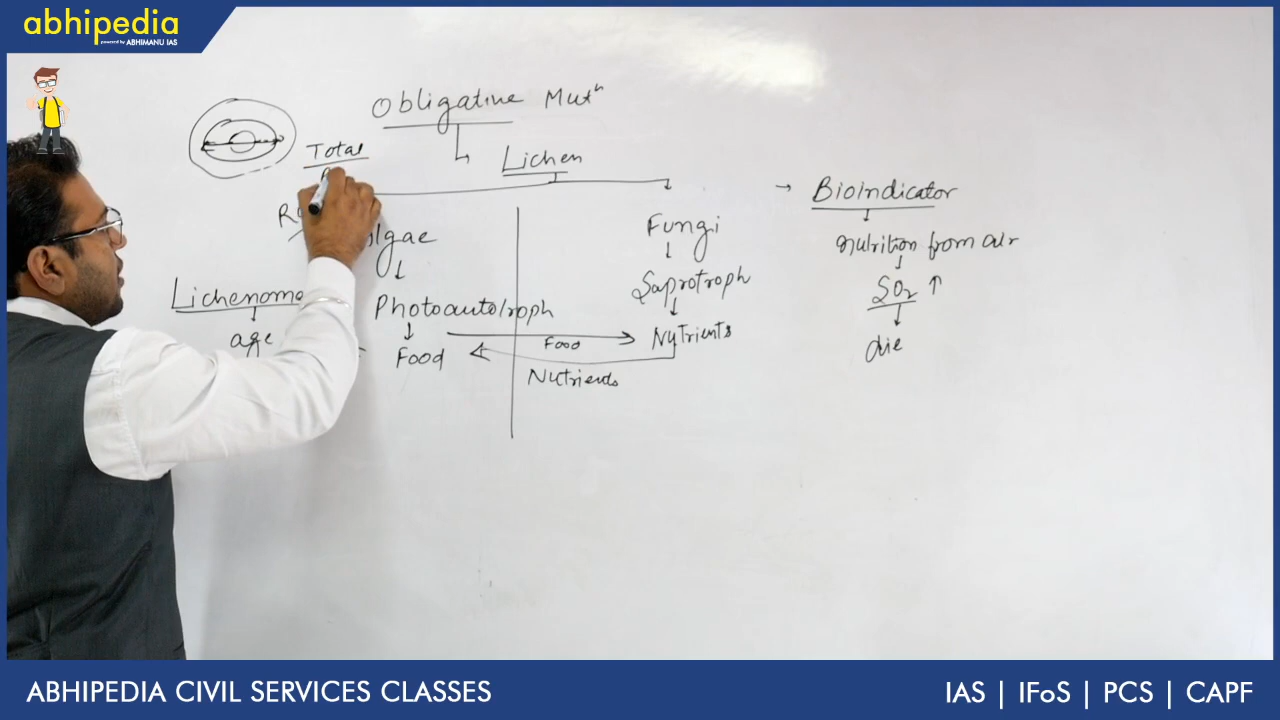 abhipedia
powered by ABHIMANU IAS
Obligative Mutⁿ
Total
Lichen
Bioindicator
Algae
Fungi
nutrition from air
Photoautotroph
Saprotroph
SO₂ ↑
Lichenome
age
Food
Food
Nutrients
Nutrients
die
ABHIPEDIA CIVIL SERVICES CLASSES
IAS | IFoS | PCS | CAPF